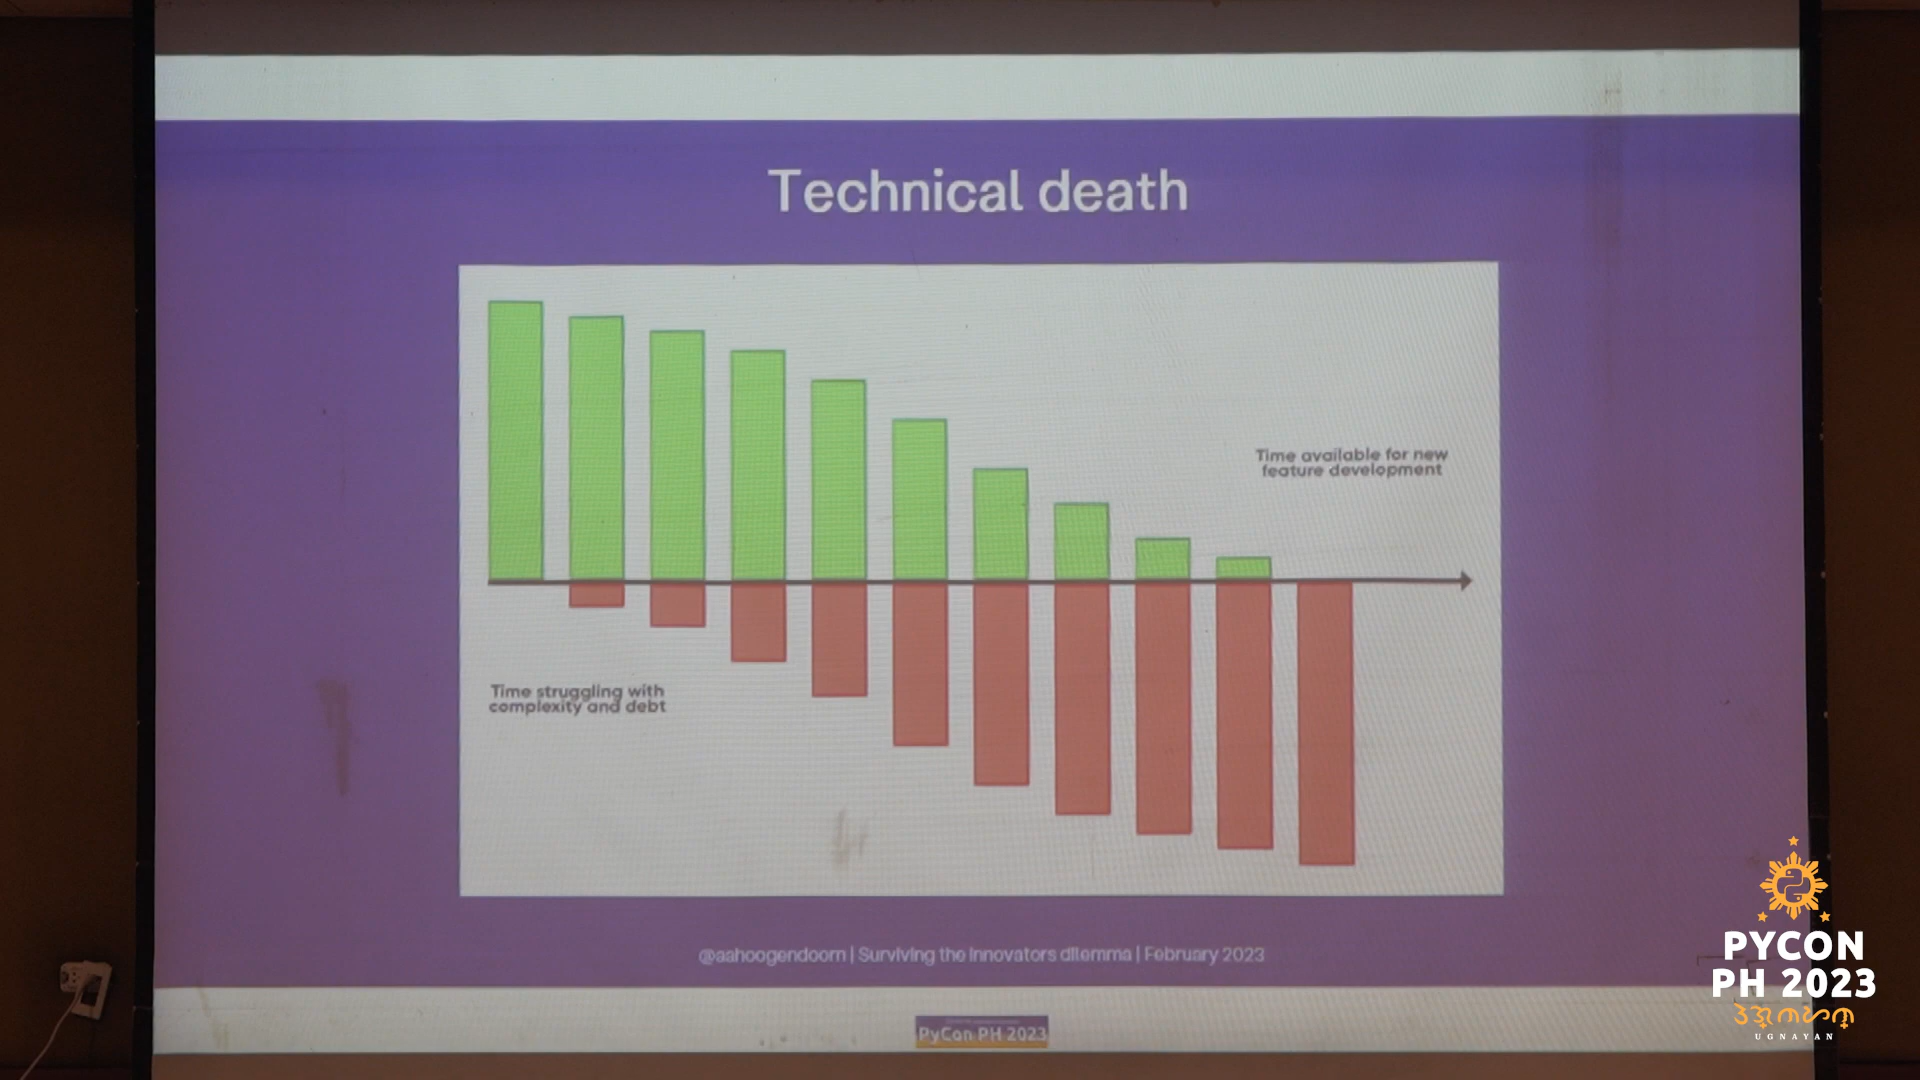 Technical death
Time available for new
feature development
Time struggling with
complexity and debt
@aahoogendoorn | Surviving the innovators dilemma | February 2023
PyCon PH 2023
PYCON
PH 2023
UGNAYAN